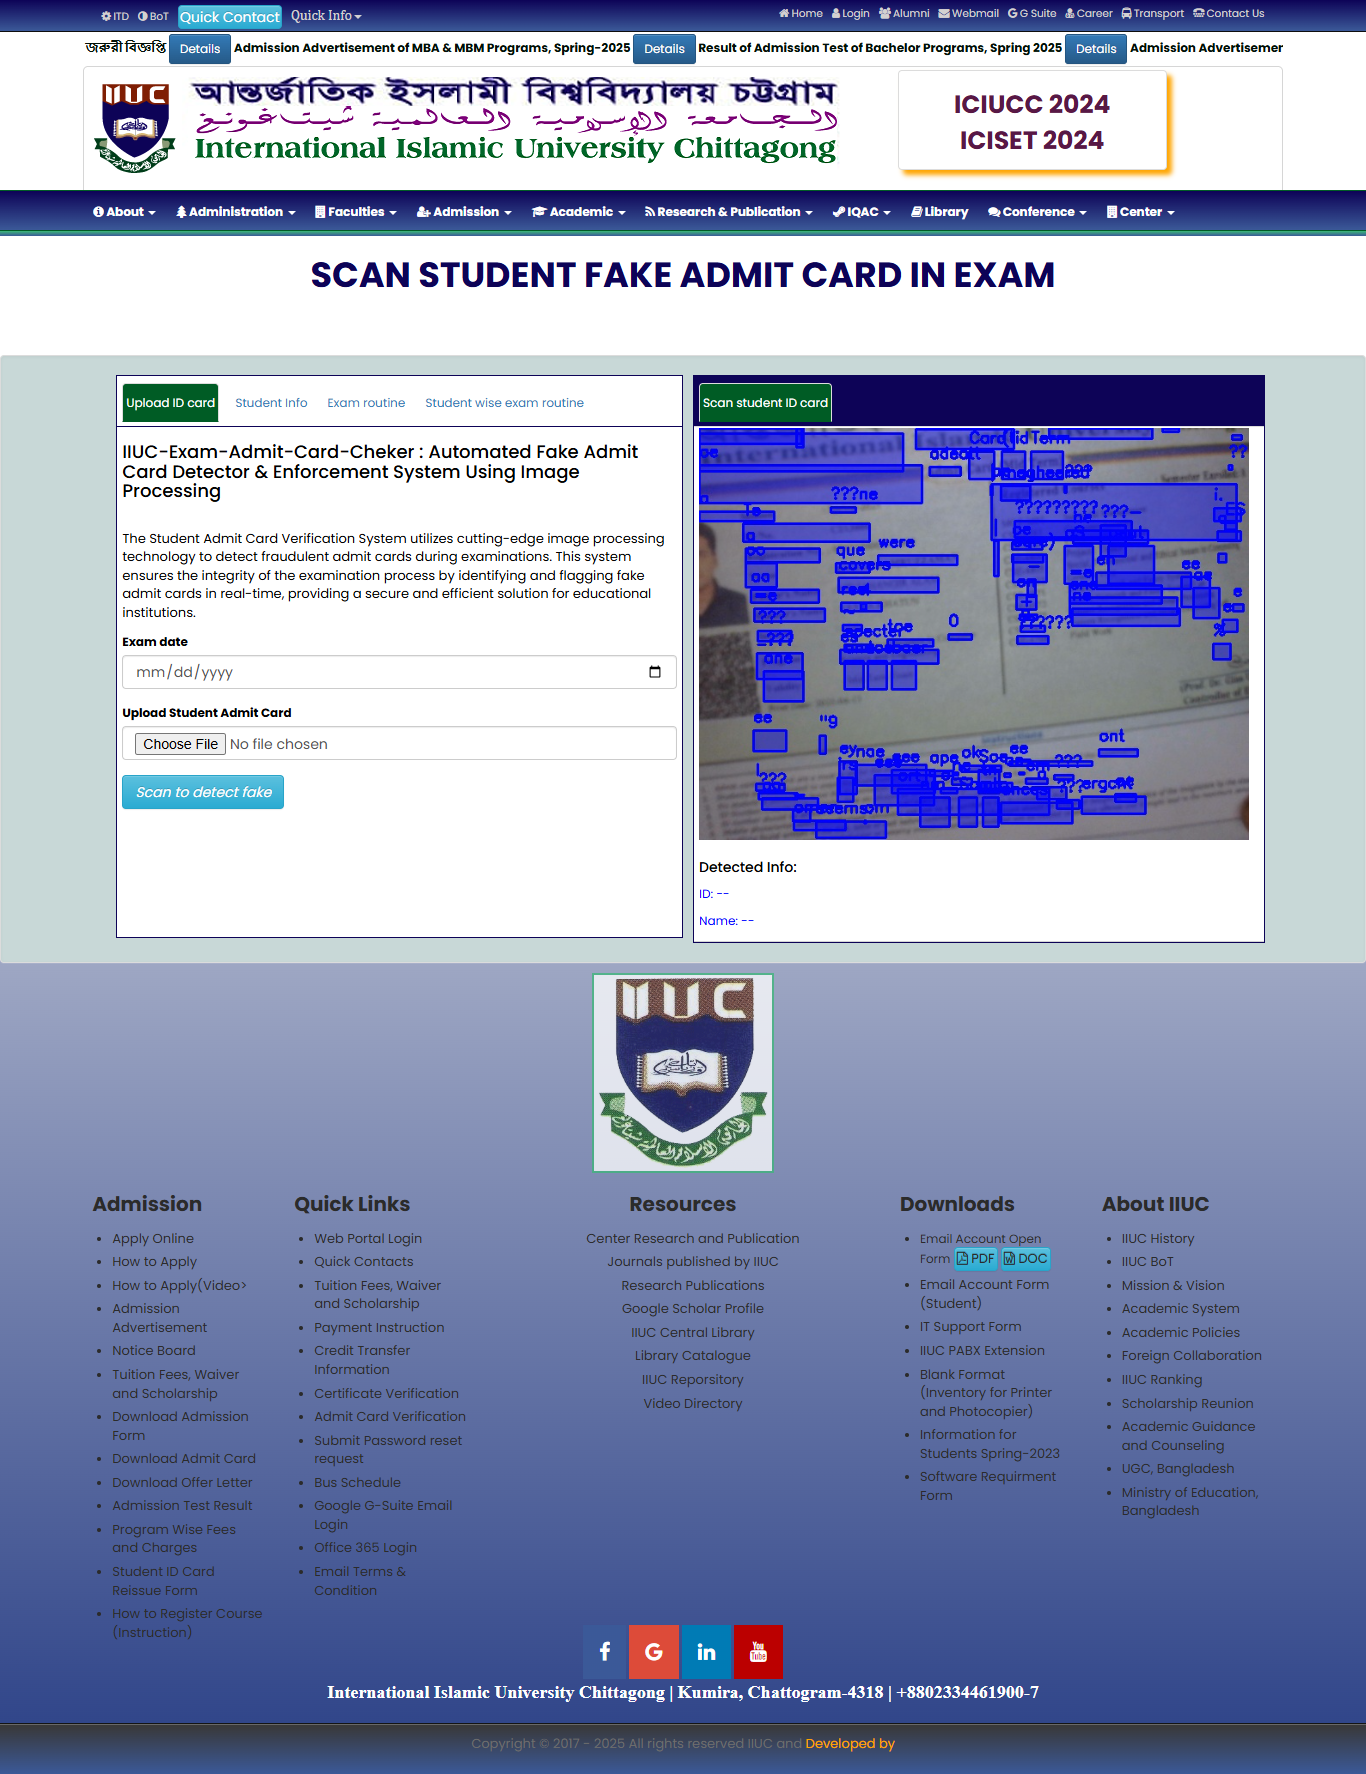 ITD BoT Quick Contact Quick Info Home Login Alumni Webmail G Suite Career Transport Contact Us
জরুরী বিজ্ঞপ্তি Details Admission Advertisement of MBA & MBM Programs, Spring-2025 Details Result of Admission Test of Bachelor Programs, Spring 2025 Details Admission Advertisemer
IIUC
আন্তর্জাতিক ইসলামী বিশ্ববিদ্যালয় চট্টগ্রাম
الجامعة الإسلامية العالمية شيتاغونغ
International Islamic University Chittagong
ICIUCC 2024
ICISET 2024
About Administration Faculties Admission Academic Research & Publication IQAC Library Conference Center
SCAN STUDENT FAKE ADMIT CARD IN EXAM
Upload ID card Student Info Exam routine Student wise exam routine
IIUC-Exam-Admit-Card-Cheker : Automated Fake Admit
Card Detector & Enforcement System Using Image
Processing
The Student Admit Card Verification System utilizes cutting-edge image processing
technology to detect fraudulent admit cards during examinations. This system
ensures the integrity of the examination process by identifying and flagging fake
admit cards in real-time, providing a secure and efficient solution for educational
institutions.
Exam date
mm/dd/yyyy
Upload Student Admit Card
Choose File No file chosen
Scan to detect fake
Scan student ID card
Card
Term
???ne
?????????
were
que
covers
real
ee
ont
Detected Info:
ID: --
Name: --
IIUC
Admission
Apply Online
How to Apply
How to Apply(Video>
Admission
Advertisement
Notice Board
Tuition Fees, Waiver
and Scholarship
Download Admission
Form
Download Admit Card
Download Offer Letter
Admission Test Result
Program Wise Fees
and Charges
Student ID Card
Reissue Form
How to Register Course
(Instruction)
Quick Links
Web Portal Login
Quick Contacts
Tuition Fees, Waiver
and Scholarship
Payment Instruction
Credit Transfer
Information
Certificate Verification
Admit Card Verification
Submit Password reset
request
Bus Schedule
Google G-Suite Email
Login
Office 365 Login
Email Terms &
Condition
Resources
Center Research and Publication
Journals published by IIUC
Research Publications
Google Scholar Profile
IIUC Central Library
Library Catalogue
IIUC Reporsitory
Video Directory
Downloads
Email Account Open
Form PDF DOC
Email Account Form
(Student)
IT Support Form
IIUC PABX Extension
Blank Format
(Inventory for Printer
and Photocopier)
Information for
Students Spring-2023
Software Requirment
Form
About IIUC
IIUC History
IIUC BoT
Mission & Vision
Academic System
Academic Policies
Foreign Collaboration
IIUC Ranking
Scholarship Reunion
Academic Guidance
and Counseling
UGC, Bangladesh
Ministry of Education,
Bangladesh
International Islamic University Chittagong | Kumira, Chattogram-4318 | +8802334461900-7
Copyright © 2017 - 2025 All rights reserved IIUC and Developed by